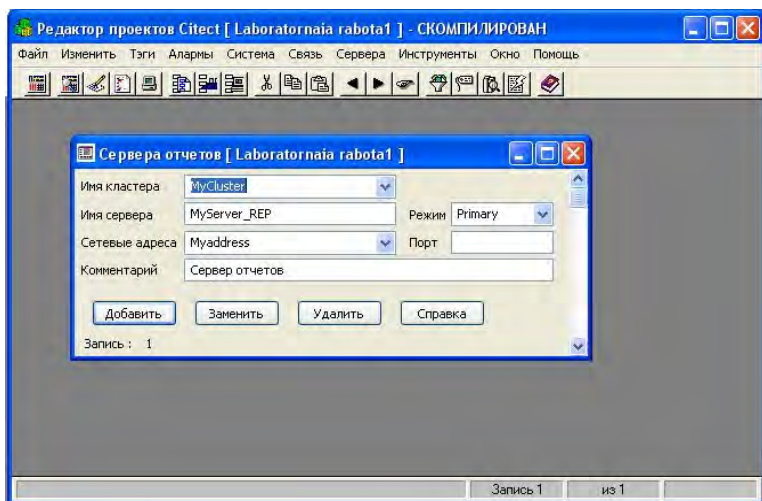 Редактор проектов Citect [ Laboratornaia rabota1 ] - СКОМПИЛИРОВАН
Файл Изменить Тэги Алармы Система Связь Сервера Инструменты Окно Помощь
Сервера отчетов [ Laboratornaia rabota1 ]
Имя кластера MyCluster
Имя сервера MyServer_REP Режим Primary
Сетевые адреса Myaddress Порт
Комментарий Сервер отчетов
Добавить Заменить Удалить Справка
Запись : 1
Запись 1 из 1